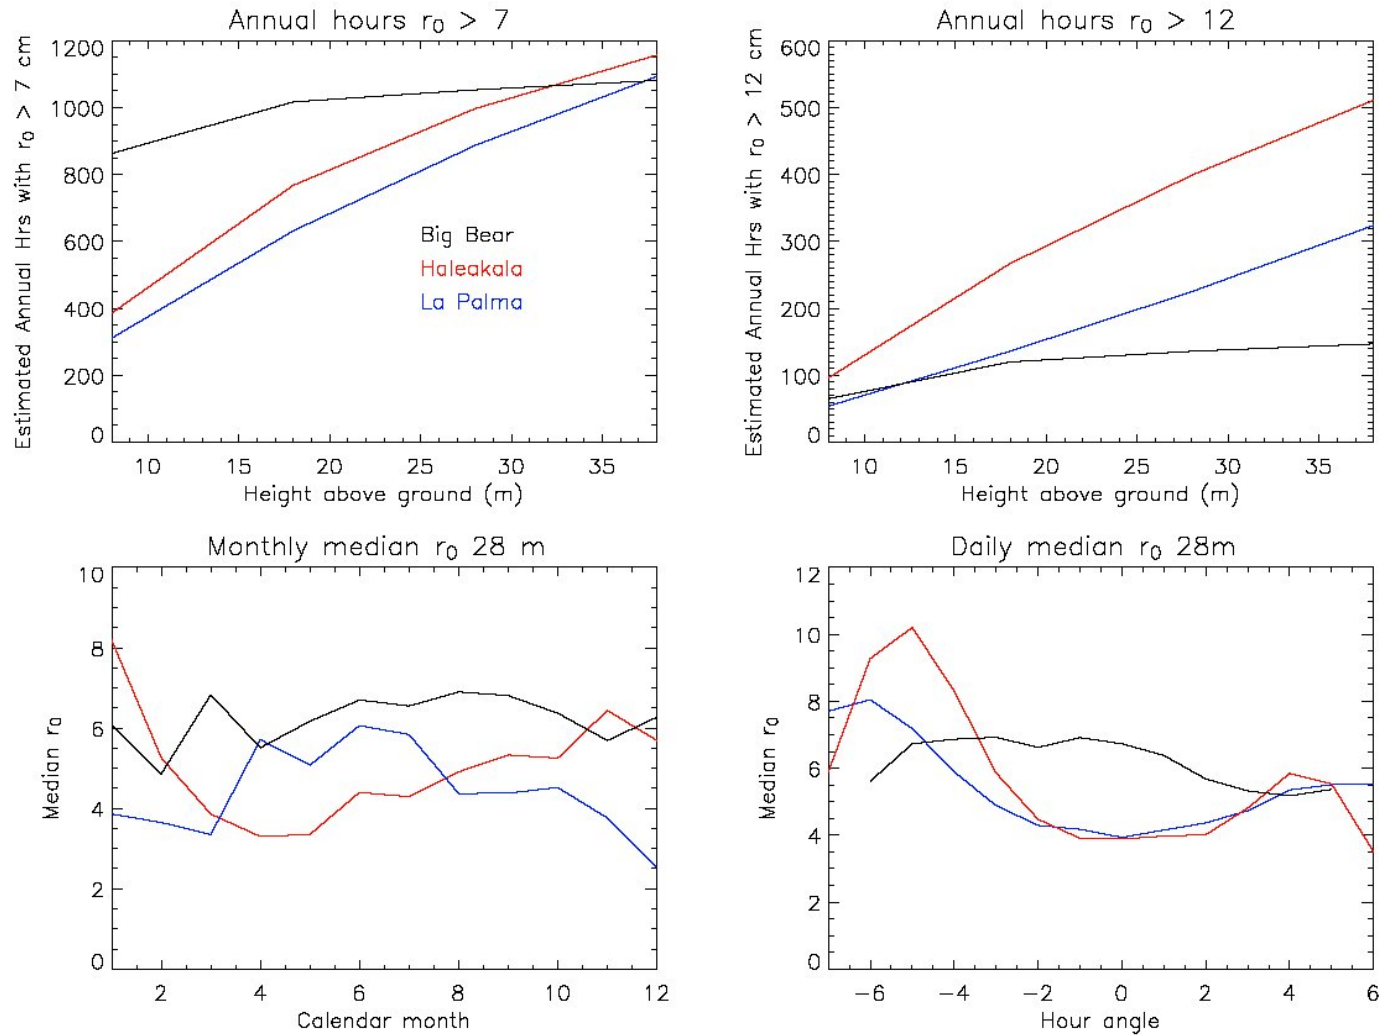 Annual hours r₀ > 7
Estimated Annual Hrs with r₀ > 7 cm
1200
1000
800
600
400
200
0
Big Bear
Haleakala
La Palma
10 15 20 25 30 35
Height above ground (m)
Annual hours r₀ > 12
Estimated Annual Hrs with r₀ > 12 cm
600
500
400
300
200
100
0
10 15 20 25 30 35
Height above ground (m)
Monthly median r₀ 28 m
Median r₀
10
8
6
4
2
0
2 4 6 8 10 12
Calendar month
Daily median r₀ 28m
Median r₀
12
10
8
6
4
2
0
−6 −4 −2 0 2 4 6
Hour angle